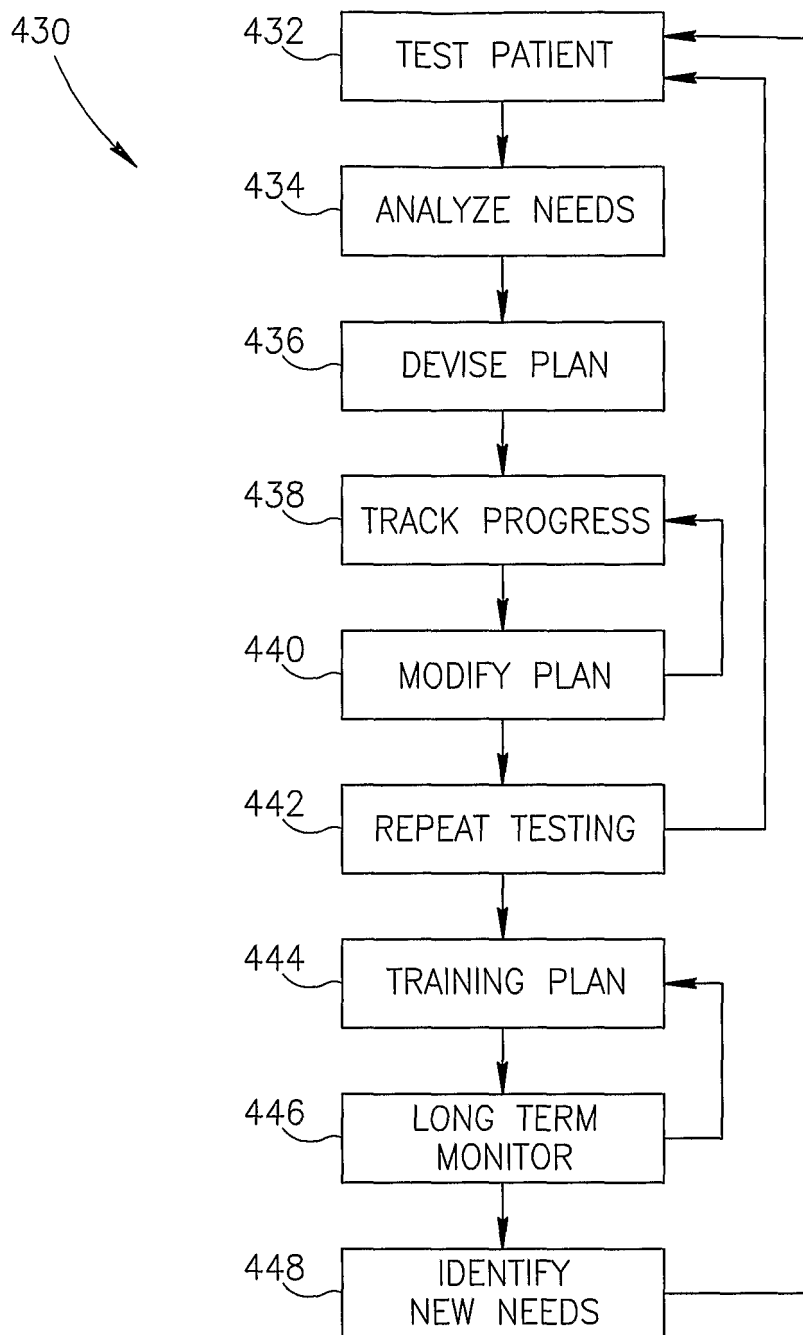 430
432
TEST PATIENT
434
ANALYZE NEEDS
436
DEVISE PLAN
438
TRACK PROGRESS
440
MODIFY PLAN
442
REPEAT TESTING
444
TRAINING PLAN
446
LONG TERM
MONITOR
448
IDENTIFY
NEW NEEDS